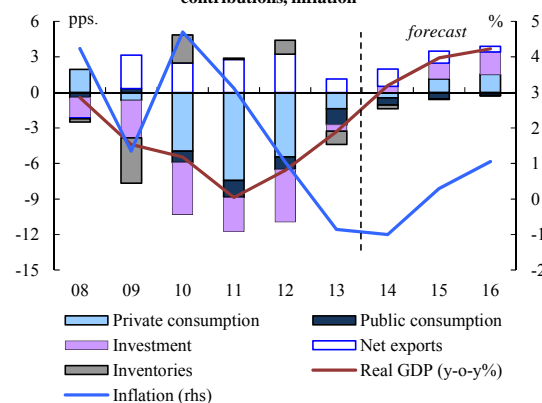 contributions, inflation
pps.
%
forecast
6
3
0
-3
-6
-9
-12
-15
5
4
3
2
1
0
-1
-2
08 09 10 11 12 13 14 15 16
Private consumption
Public consumption
Investment
Net exports
Inventories
Real GDP (y-o-y%)
Inflation (rhs)